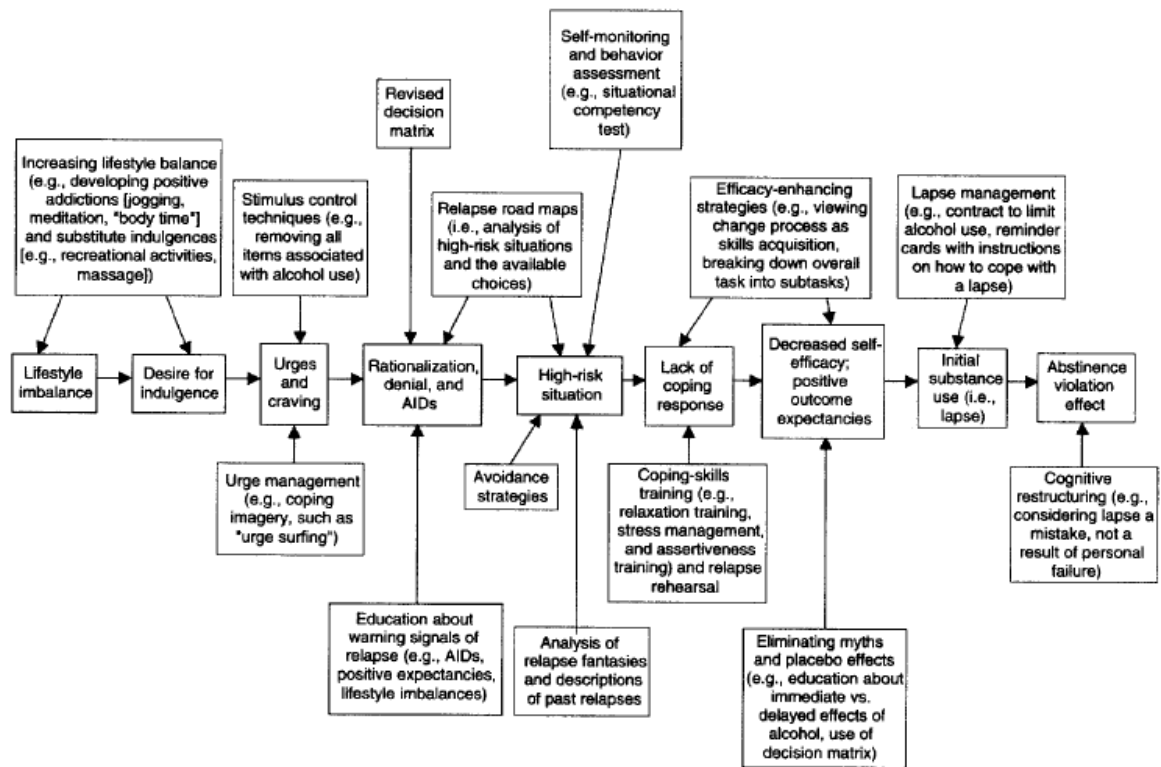 Self-monitoring
and behavior
assessment
(e.g., situational
competency
test)
Revised
decision
matrix
Increasing lifestyle balance
(e.g., developing positive
addictions [jogging,
meditation, "body time"]
and substitute indulgences
[e.g., recreational activities,
massage])
Stimulus control
techniques (e.g.,
removing all
items associated
with alcohol use)
Relapse road maps
(i.e., analysis of
high-risk situations
and the available
choices)
Efficacy-enhancing
strategies (e.g., viewing
change process as
skills acquisition,
breaking down overall
task into subtasks)
Lapse management
(e.g., contract to limit
alcohol use, reminder
cards with instructions
on how to cope with
a lapse)
Lifestyle
imbalance
Desire for
indulgence
Urges
and
craving
Rationalization,
denial, and
AIDs
High-risk
situation
Lack of
coping
response
Decreased self-
efficacy;
positive
outcome
expectancies
Initial
substance
use (i.e.,
lapse)
Abstinence
violation
effect
Urge management
(e.g., coping
imagery, such as
"urge surfing")
Avoidance
strategies
Coping-skills
training (e.g.,
relaxation training,
stress management,
and assertiveness
training) and relapse
rehearsal
Cognitive
restructuring (e.g.,
considering lapse a
mistake, not a
result of personal
failure)
Education about
warning signals of
relapse (e.g., AIDs,
positive expectancies,
lifestyle imbalances)
Analysis of
relapse fantasies
and descriptions
of past relapses
Eliminating myths
and placebo effects
(e.g., education about
immediate vs.
delayed effects of
alcohol, use of
decision matrix)